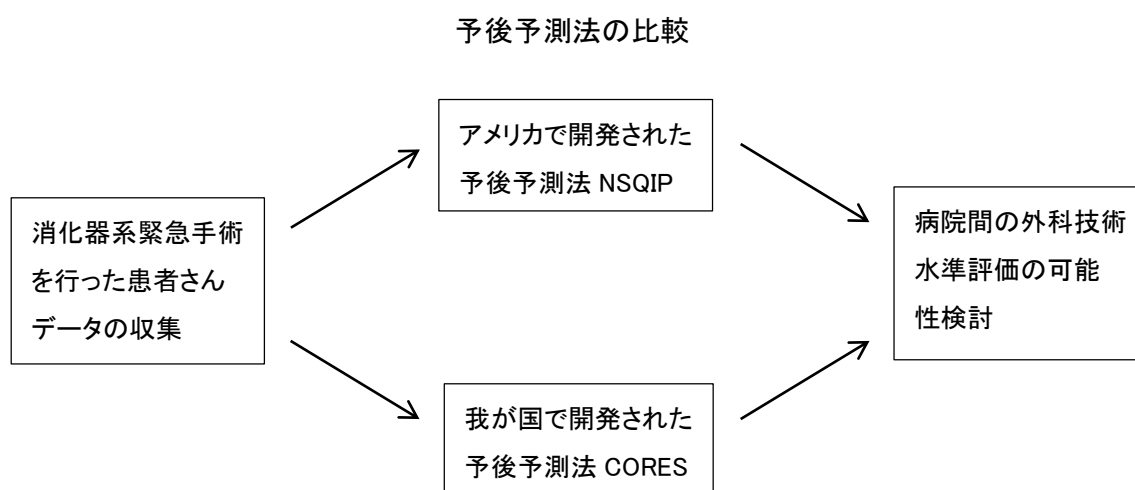 予後予測法の比較
アメリカで開発された
予後予測法 NSQIP
消化器系緊急手術
を行った患者さん
データの収集
病院間の外科技術
水準評価の可能
性検討
我が国で開発された
予後予測法 CORES